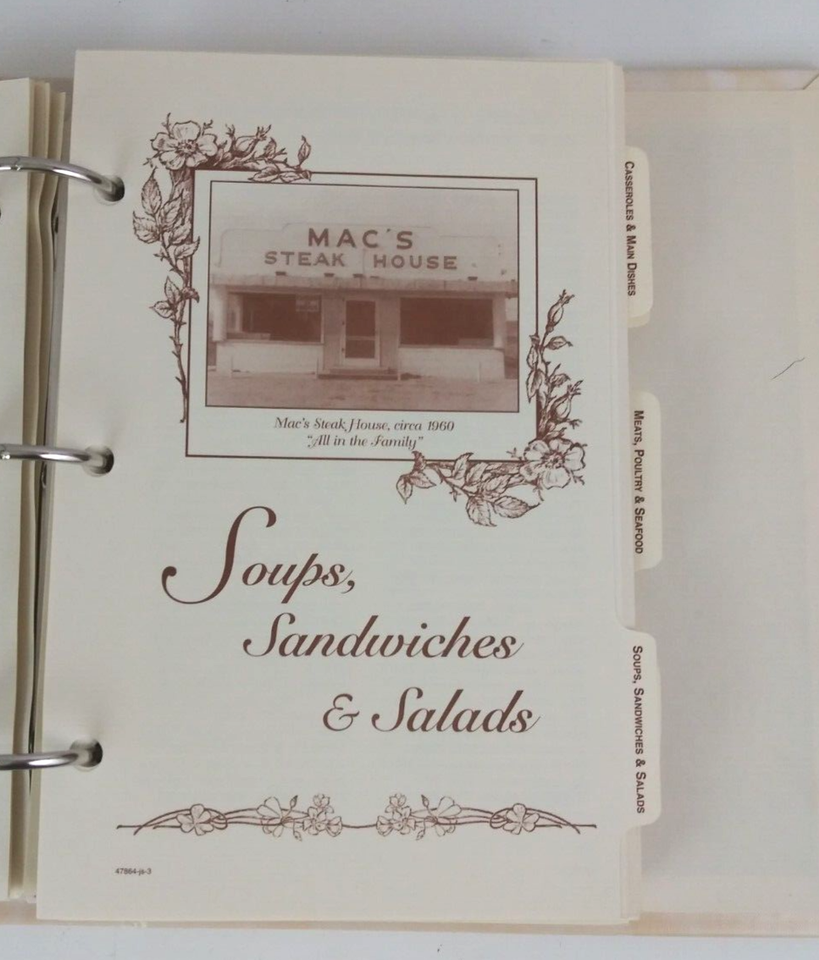 MAC'S
STEAK HOUSE
Mac's Steak House, circa 1960
"All in the Family"
Soups,
Sandwiches
& Salads
47864-js-3
CASSEROLES & MAIN DISHES
MEATS, POULTRY & SEAFOOD
SOUPS, SANDWICHES & SALADS